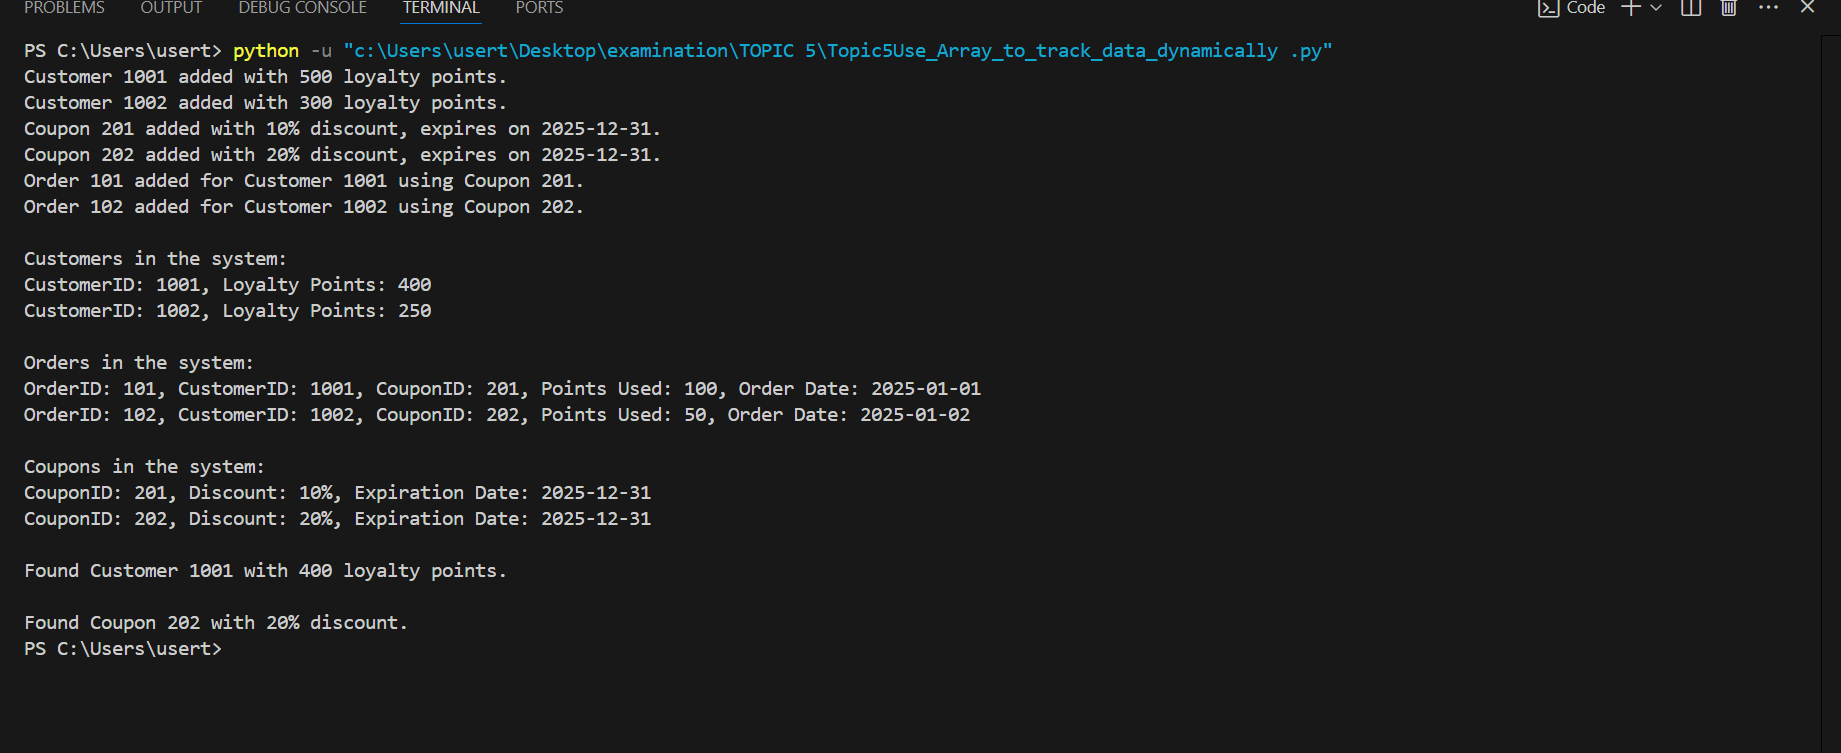 PROBLEMS OUTPUT DEBUG CONSOLE TERMINAL PORTS Code
PS C:\Users\usert> python -u "c:\Users\usert\Desktop\examination\TOPIC 5\Topic5Use_Array_to_track_data_dynamically .py"
Customer 1001 added with 500 loyalty points.
Customer 1002 added with 300 loyalty points.
Coupon 201 added with 10% discount, expires on 2025-12-31.
Coupon 202 added with 20% discount, expires on 2025-12-31.
Order 101 added for Customer 1001 using Coupon 201.
Order 102 added for Customer 1002 using Coupon 202.
Customers in the system:
CustomerID: 1001, Loyalty Points: 400
CustomerID: 1002, Loyalty Points: 250
Orders in the system:
OrderID: 101, CustomerID: 1001, CouponID: 201, Points Used: 100, Order Date: 2025-01-01
OrderID: 102, CustomerID: 1002, CouponID: 202, Points Used: 50, Order Date: 2025-01-02
Coupons in the system:
CouponID: 201, Discount: 10%, Expiration Date: 2025-12-31
CouponID: 202, Discount: 20%, Expiration Date: 2025-12-31
Found Customer 1001 with 400 loyalty points.
Found Coupon 202 with 20% discount.
PS C:\Users\usert>